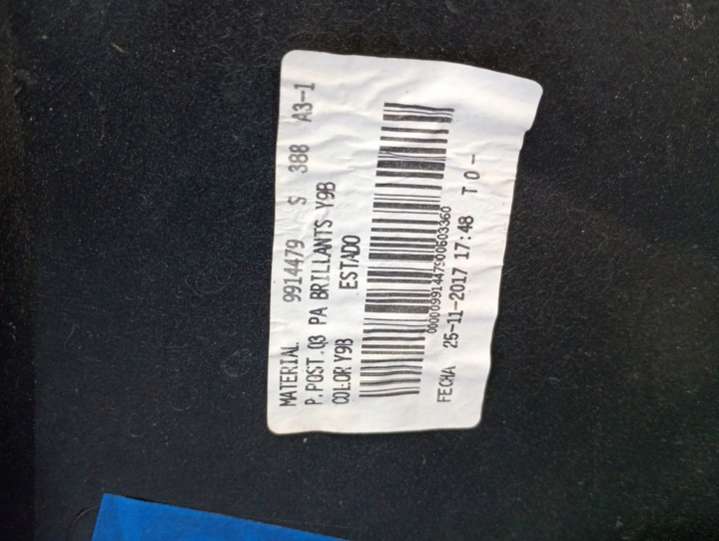 MATERIAL 9914479 S 388 A3-1
P.POST.Q3 PA BRILLANTS Y9B
COLOR Y9B ESTADO
00000991447900603360
FECHA 25-11-2017 17:48 T 0 -